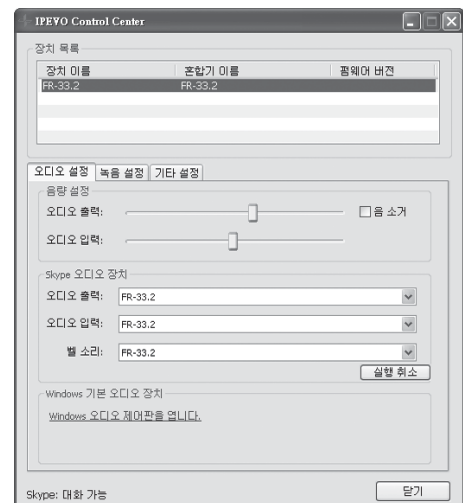 IPEVO Control Center
장치 목록
장치 이름 혼합기 이름 펌웨어 버전
FR-33.2 FR-33.2
오디오 설정 녹음 설정 기타 설정
음량 설정
오디오 출력: 음 소거
오디오 입력:
Skype 오디오 장치
오디오 출력: FR-33.2
오디오 입력: FR-33.2
벨 소리: FR-33.2
실행 취소
Windows 기본 오디오 장치
Windows 오디오 제어판을 엽니다.
Skype: 대화 가능 닫기